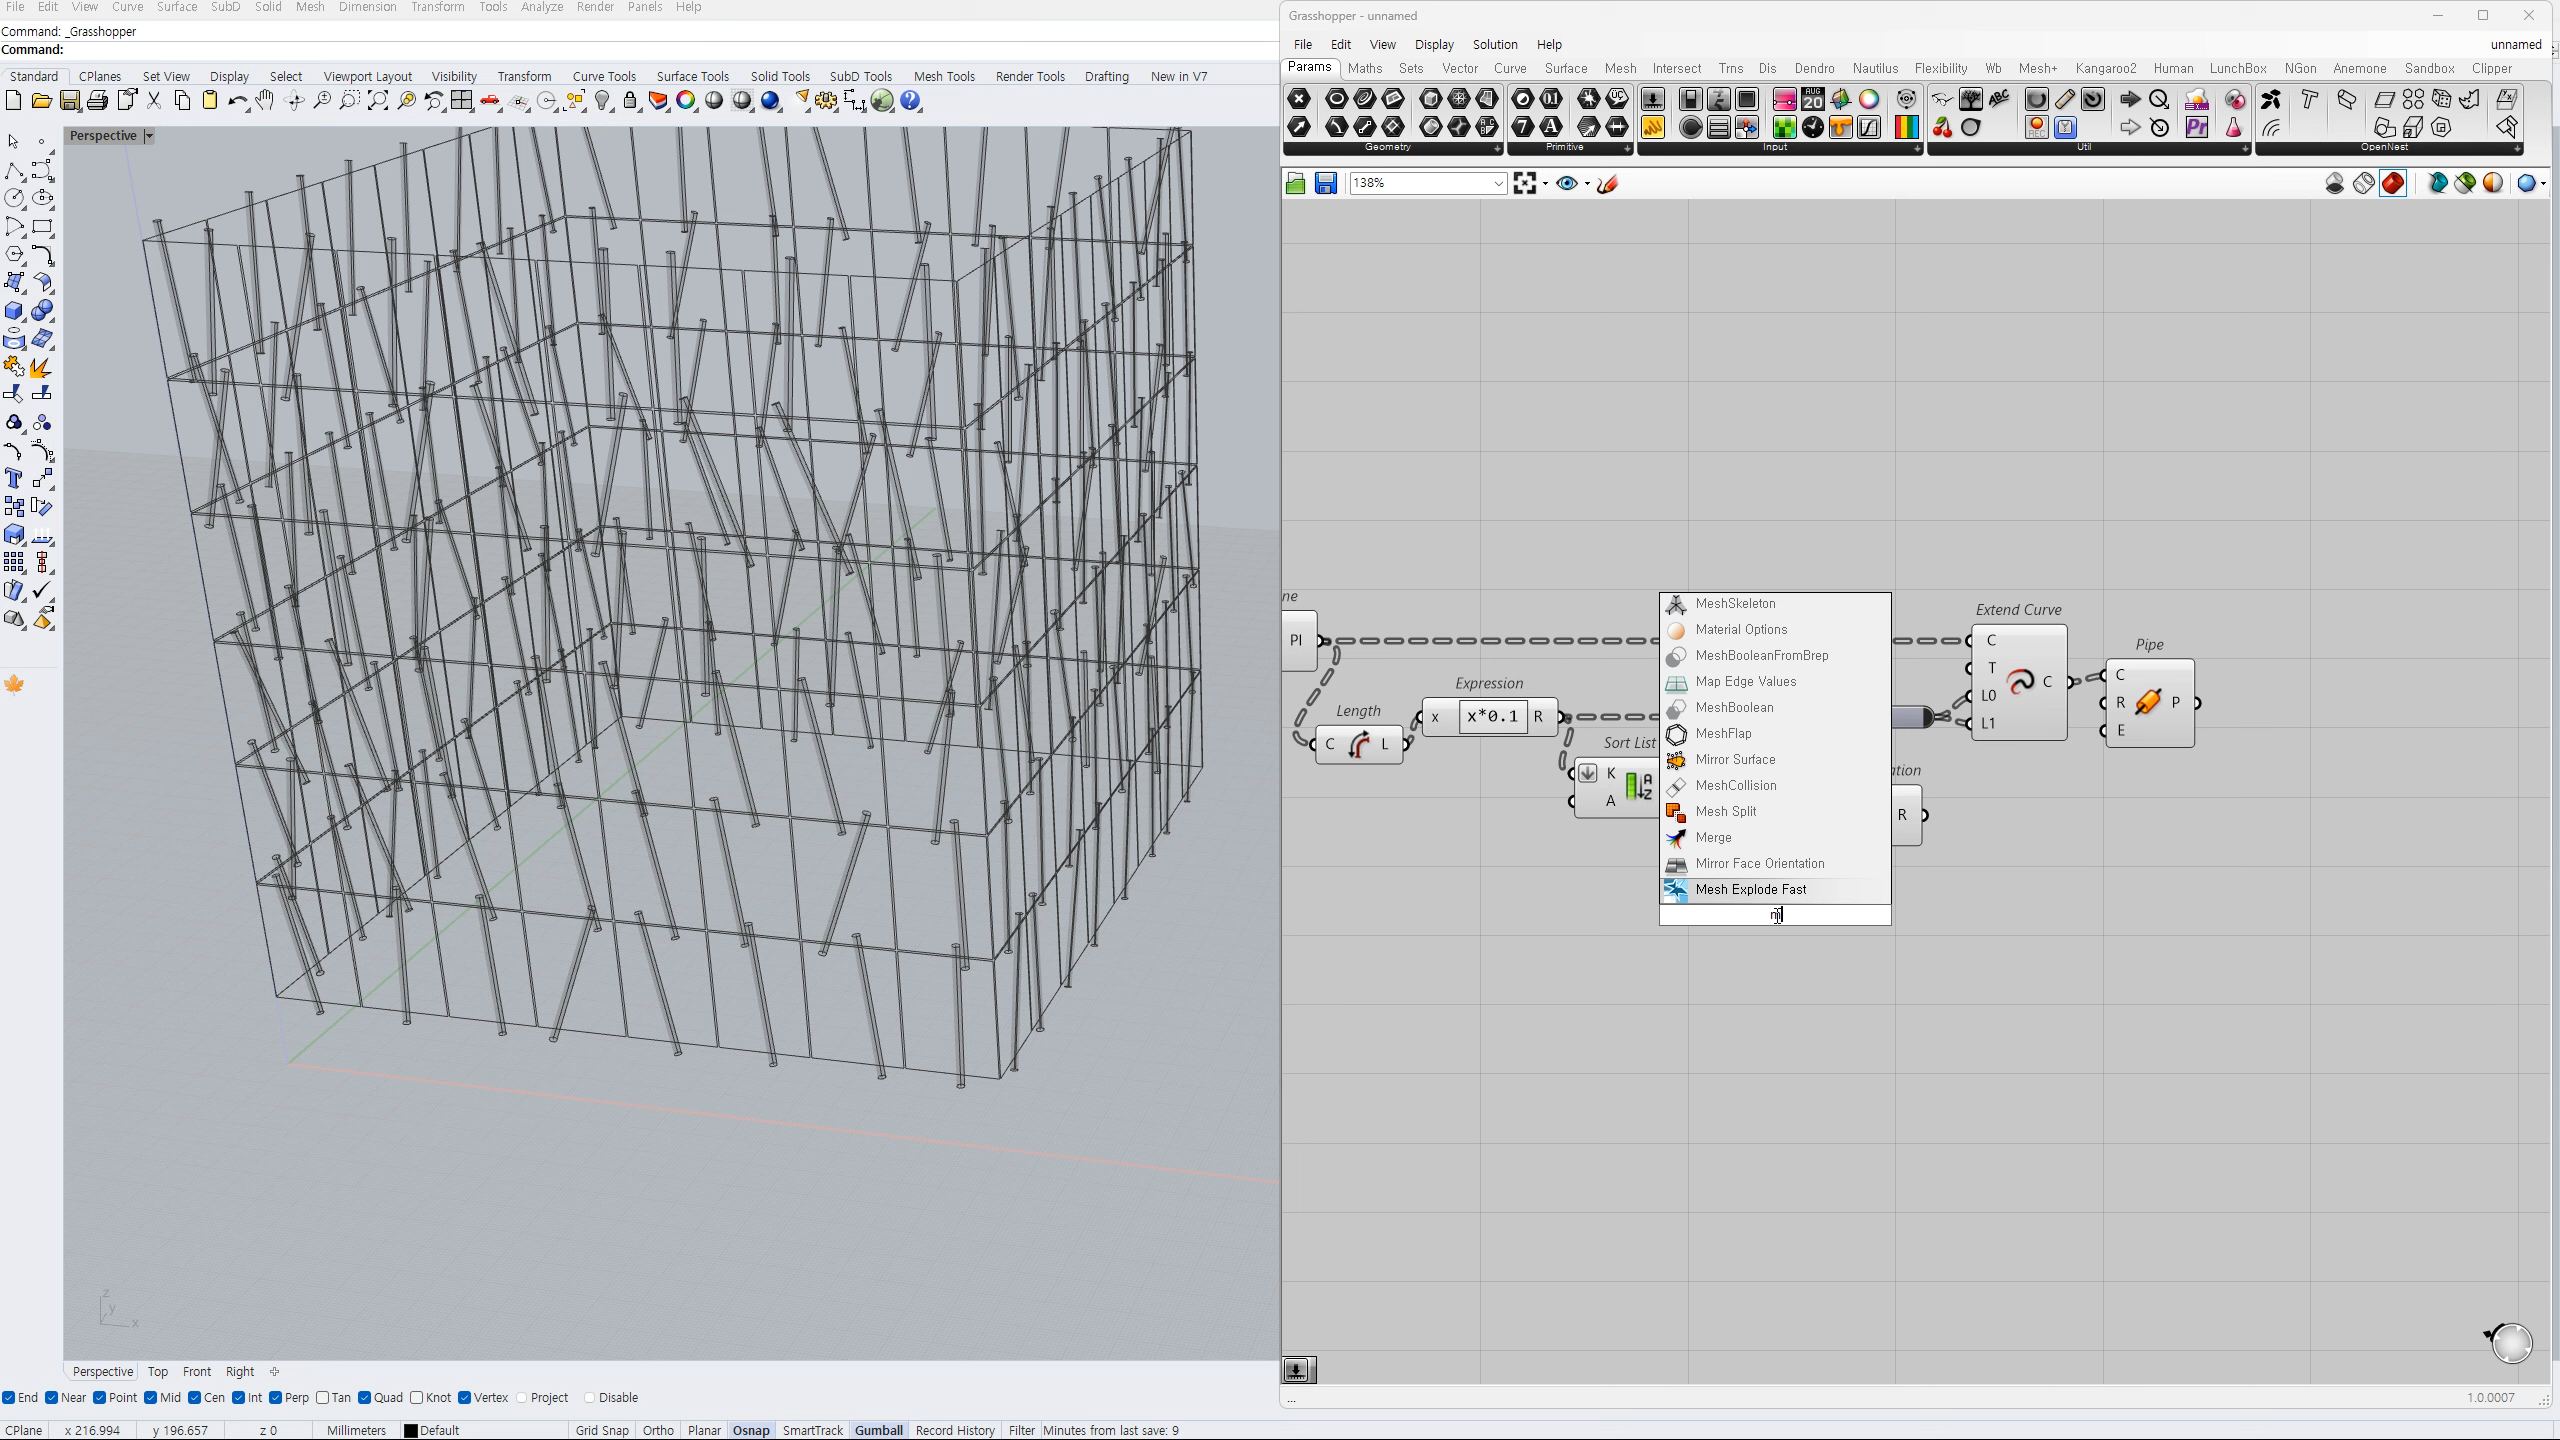 File Edit View Curve Surface SubD Solid Mesh Dimension Transform Tools Analyze Render Panels Help
Command: _Grasshopper
Command:
Standard CPlanes Set View Display Select Viewport Layout Visibility Transform Curve Tools Surface Tools Solid Tools SubD Tools Mesh Tools Render Tools Drafting New in V7
Perspective
z
y
x
Perspective Top Front Right
End Near Point Mid Cen Int Perp Tan Quad Knot Vertex Project Disable
CPlane x 216.994 y 196.657 z 0 Millimeters Default Grid Snap Ortho Planar Osnap SmartTrack Gumball Record History Filter Minutes from last save: 9
Grasshopper - unnamed
File Edit View Display Solution Help unnamed
Params Maths Sets Vector Curve Surface Mesh Intersect Trns Dis Dendro Nautilus Flexibility Wb Mesh+ Kangaroo2 Human LunchBox NGon Anemone Sandbox Clipper
Geometry Primitive Input Util OpenNest
138%
ne
Pl
Length
C L
Expression
x x*0.1 R
Sort List
K
A
MeshSkeleton
Material Options
MeshBooleanFromBrep
Map Edge Values
MeshBoolean
MeshFlap
Mirror Surface
MeshCollision
Mesh Split
Merge
Mirror Face Orientation
Mesh Explode Fast
m
ation
R
Extend Curve
C
T
L0 C
L1
Pipe
C
R P
E
...
1.0.0007